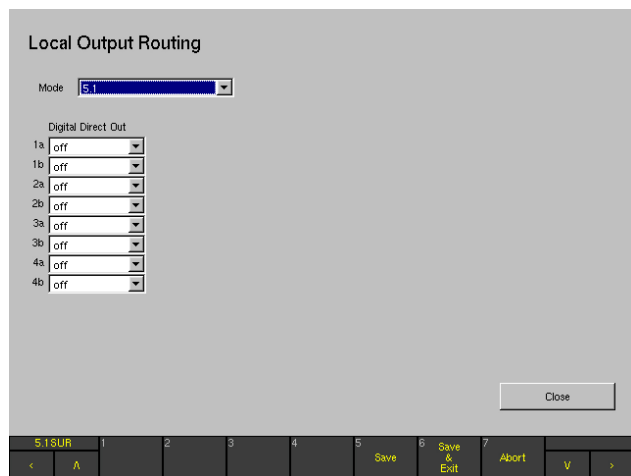 Local Output Routing
Mode 5.1
Digital Direct Out
1a off
1b off
2a off
2b off
3a off
3b off
4a off
4b off
Close
5.1SUR 1 2 3 4 5 Save 6 Save & Exit 7 Abort
< Λ V >